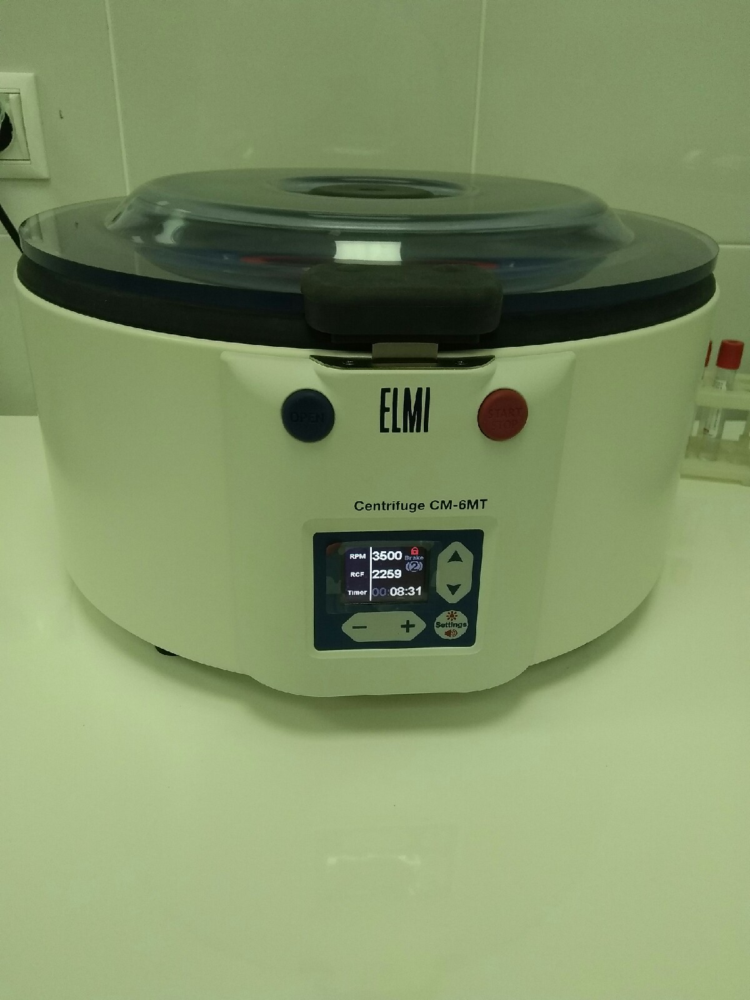 OPEN
ELMI
START
STOP
Centrifuge CM-6MT
RPM 3500 Brake
RCF 2259 (2)
Timer 00:08:31
- +
Settings